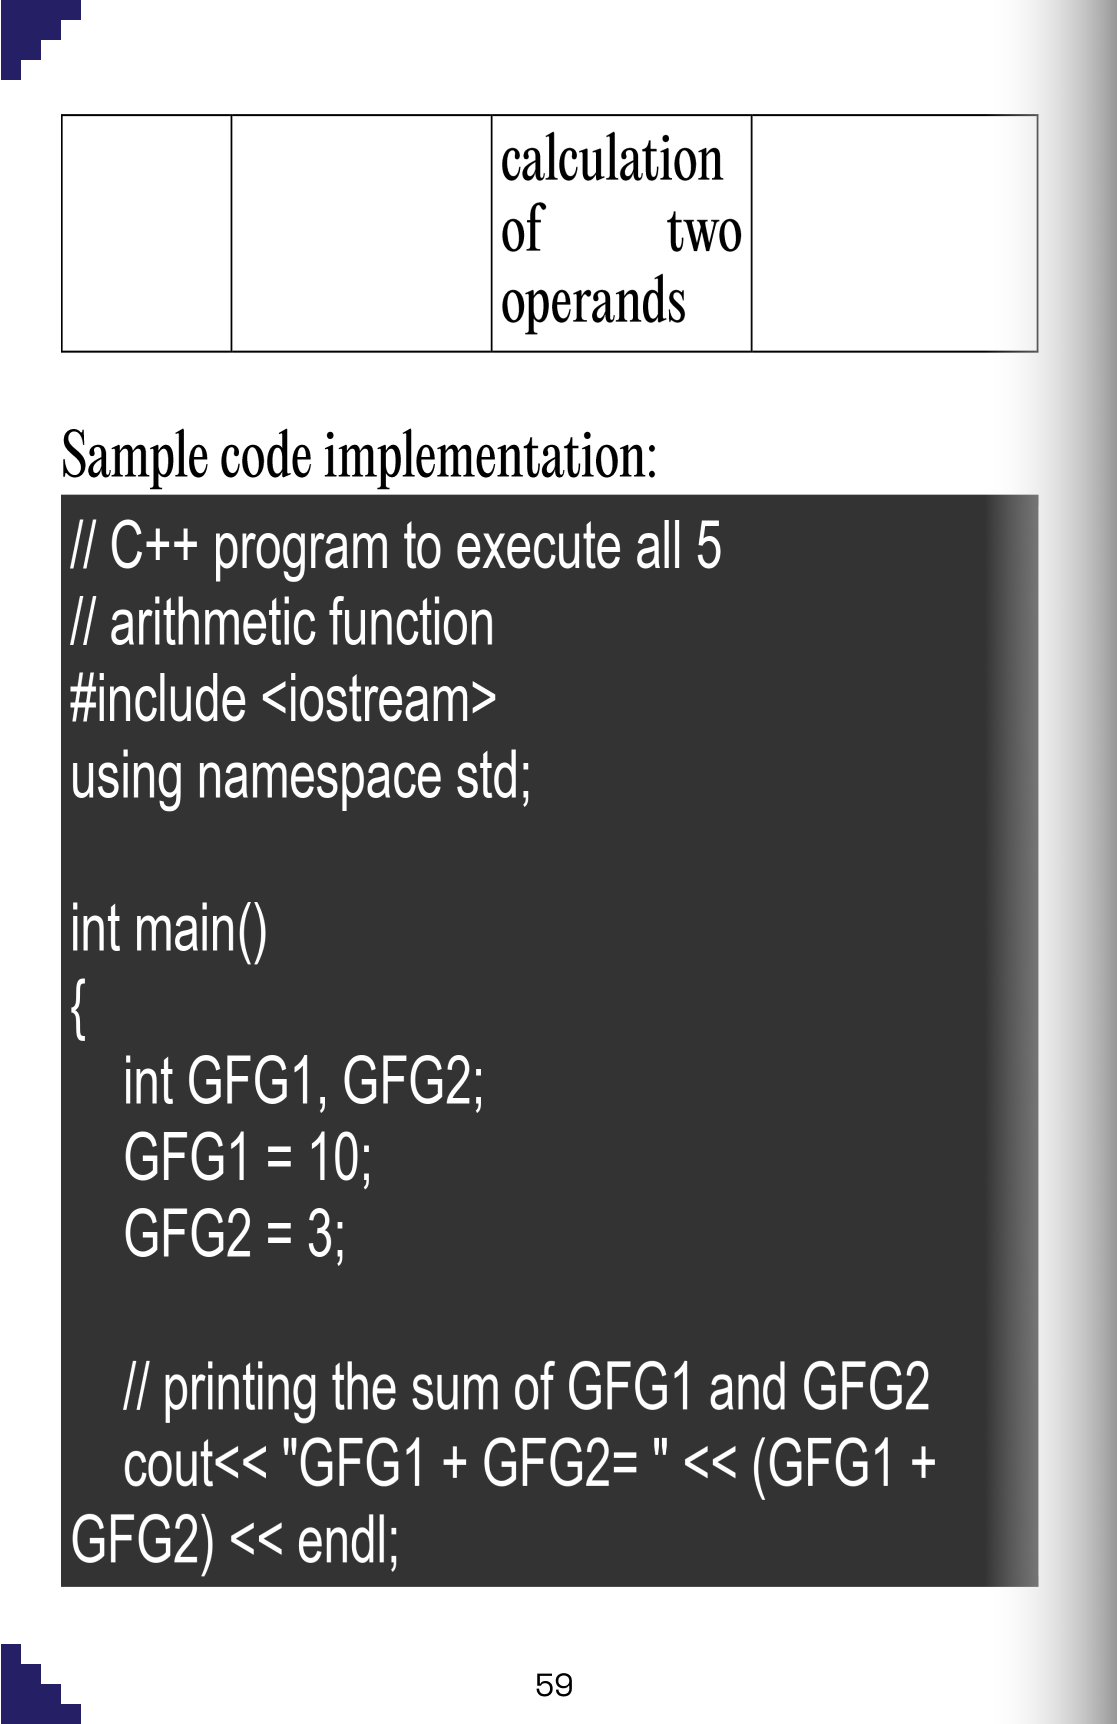 calculation
of two
operands
Sample code implementation:
// C++ program to execute all 5
// arithmetic function
#include <iostream>
using namespace std;
int main()
{
int GFG1, GFG2;
GFG1 = 10;
GFG2 = 3;
// printing the sum of GFG1 and GFG2
cout<< "GFG1 + GFG2= " << (GFG1 +
GFG2) << endl;
59